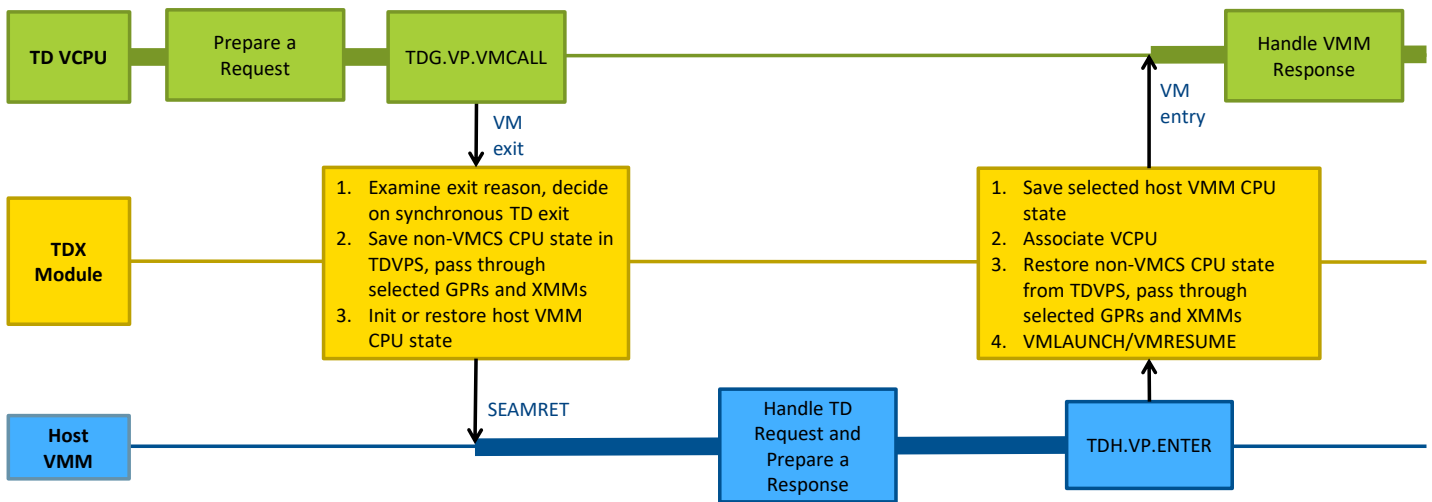 TD VCPU
Prepare a
Request
TDG.VP.VMCALL
Handle VMM
Response
VM
exit
VM
entry
TDX
Module
1. Examine exit reason, decide
on synchronous TD exit
2. Save non-VMCS CPU state in
TDVPS, pass through
selected GPRs and XMMs
3. Init or restore host VMM
CPU state
1. Save selected host VMM CPU
state
2. Associate VCPU
3. Restore non-VMCS CPU state
from TDVPS, pass through
selected GPRs and XMMs
4. VMLAUNCH/VMRESUME
SEAMRET
Host
VMM
Handle TD
Request and
Prepare a
Response
TDH.VP.ENTER